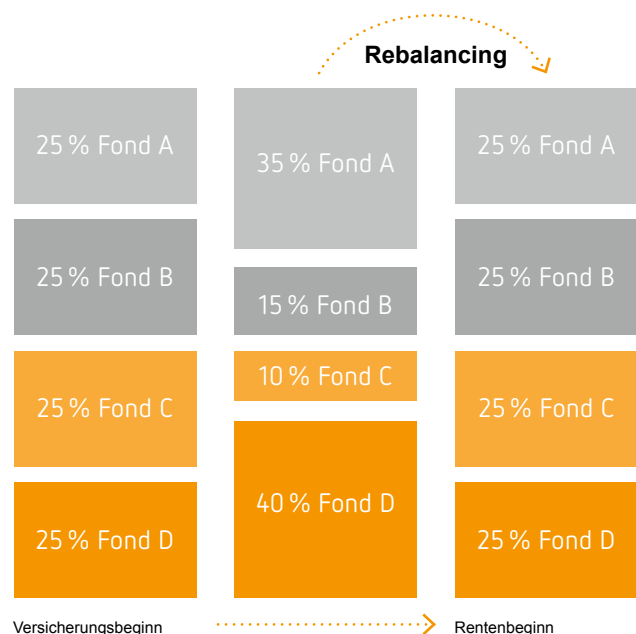 Rebalancing
25 % Fond A
25 % Fond B
25 % Fond C
25 % Fond D
35 % Fond A
15 % Fond B
10 % Fond C
40 % Fond D
25 % Fond A
25 % Fond B
25 % Fond C
25 % Fond D
Versicherungsbeginn
Rentenbeginn